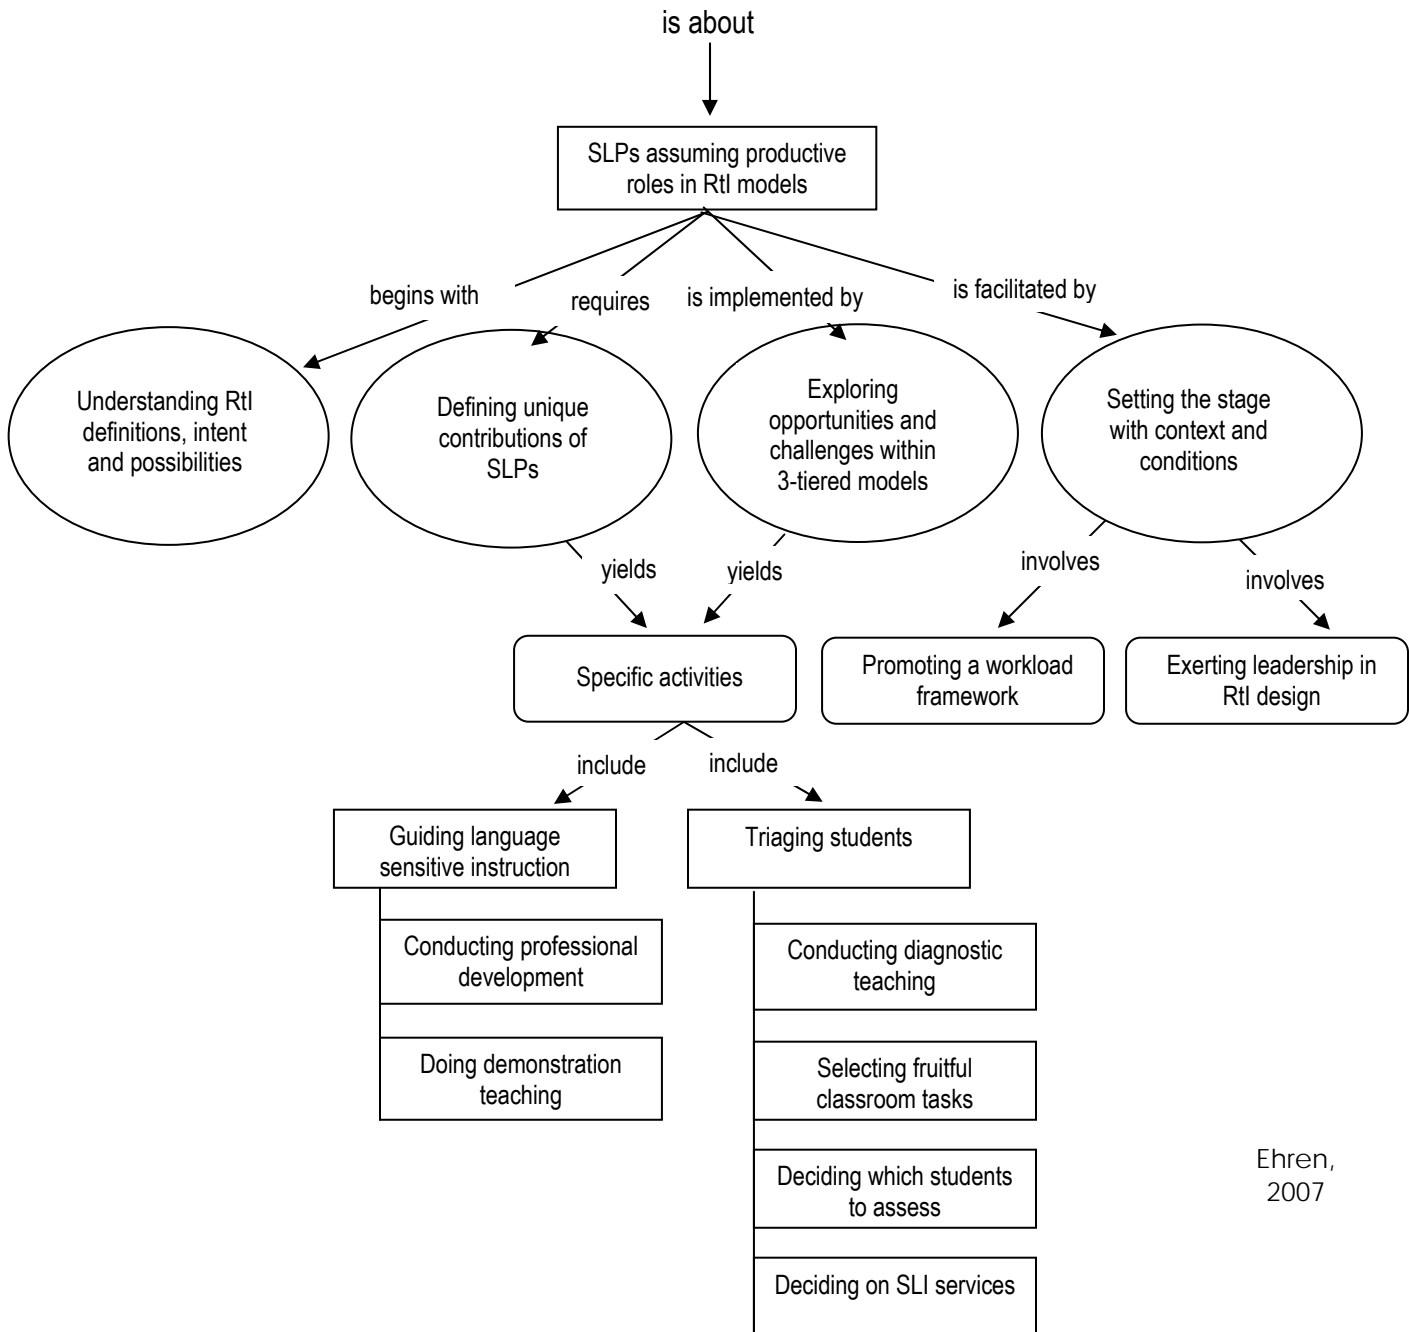 is about
SLPs assuming productive
roles in RtI models
begins with
requires
is implemented by
is facilitated by
Understanding RtI
definitions, intent
and possibilities
Defining unique
contributions of
SLPs
Exploring
opportunities and
challenges within
3-tiered models
Setting the stage
with context and
conditions
yields
yields
involves
involves
Specific activities
Promoting a workload
framework
Exerting leadership in
RtI design
include
include
Guiding language
sensitive instruction
Triaging students
Conducting professional
development
Doing demonstration
teaching
Conducting diagnostic
teaching
Selecting fruitful
classroom tasks
Deciding which students
to assess
Deciding on SLI services
Ehren,
2007